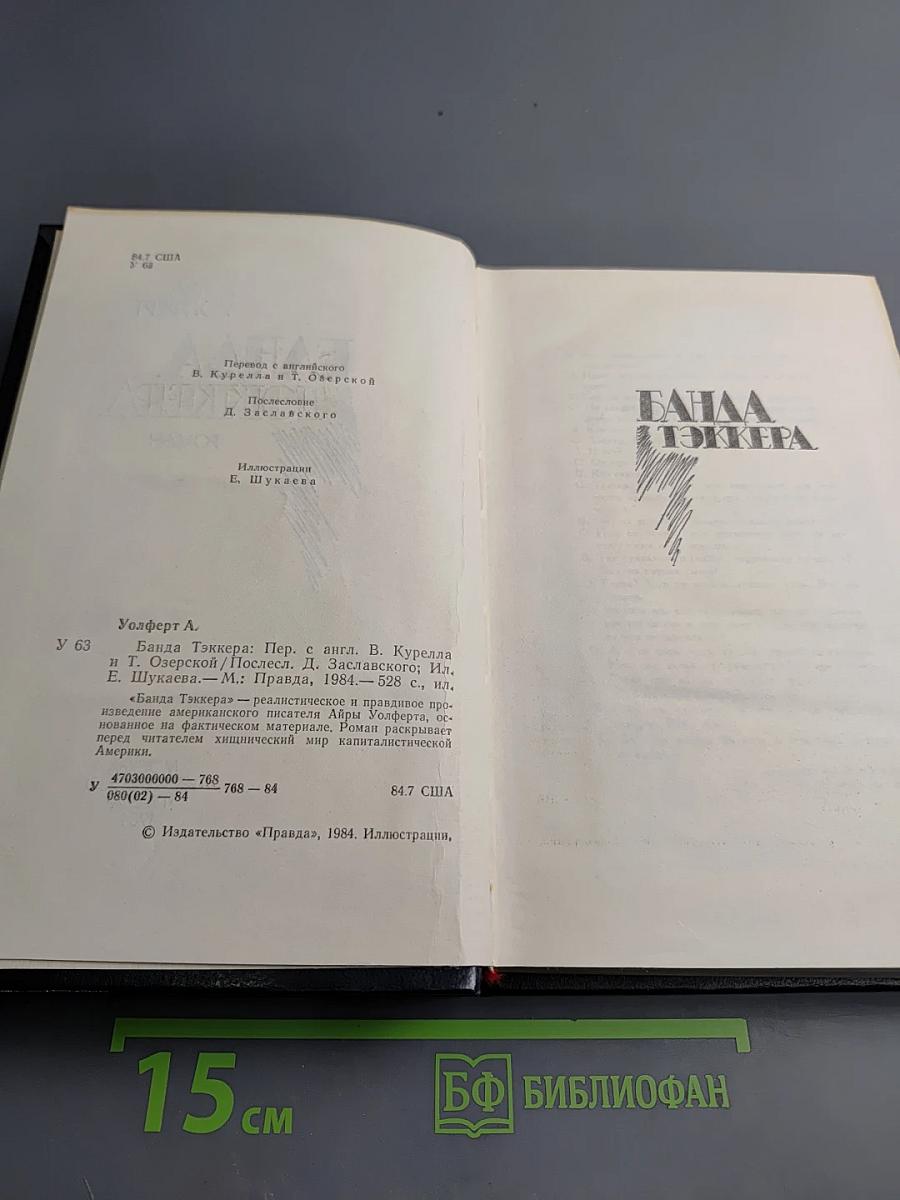 84.7 США
У 63
Перевод с английского
В. Курелла и Т. Озерской
Послесловие
Д. Заславского
Иллюстрации
Е. Шукаева
Уолферт А.
У 63
Банда Тэккера: Пер. с англ. В. Курелла
и Т. Озерской/Послесл. Д. Заславского; Ил.
Е. Шукаева.— М.: Правда, 1984.— 528 с., ил.
«Банда Тэккера» — реалистическое и правдивое про-
изведение американского писателя Айры Уолферта, ос-
нованное на фактическом материале. Роман раскрывает
перед читателем хищнический мир капиталистической
Америки.
У 4703000000 — 768
080(02) — 84
768 — 84
84.7 США
© Издательство «Правда», 1984. Иллюстрации.
БАНДА
ТЭККЕРА
15 см
БФ БИБЛИОФАН